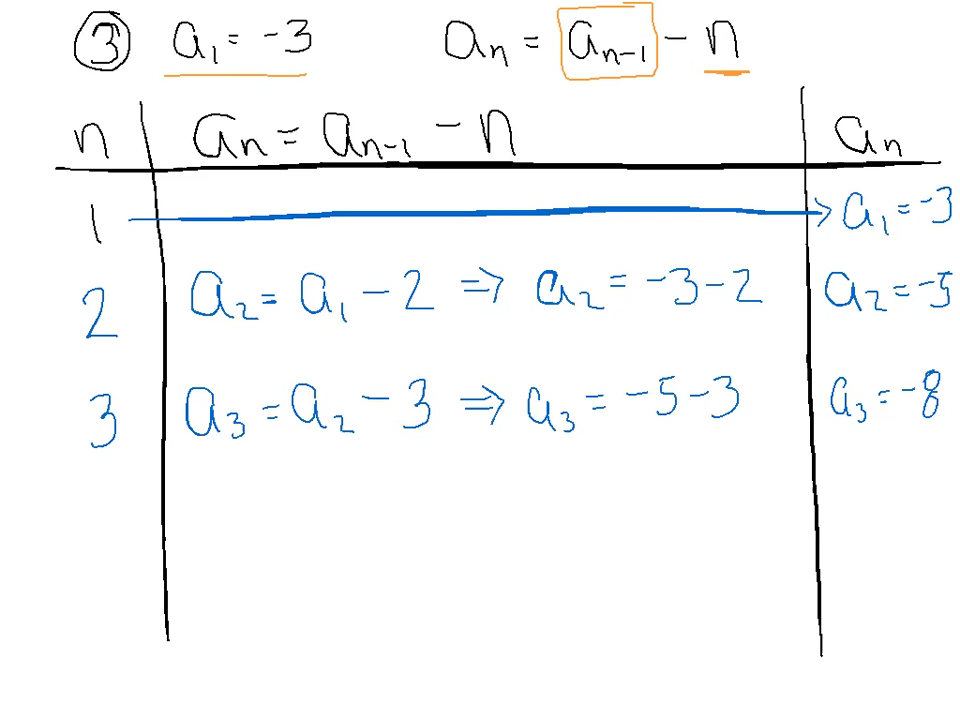 ③ a₁ = -3 aₙ = aₙ₋₁ - n
n aₙ = aₙ₋₁ - n aₙ
1 → a₁ = -3
2 a₂ = a₁ - 2 ⇒ a₂ = -3 - 2 a₂ = -5
3 a₃ = a₂ - 3 ⇒ a₃ = -5 - 3 a₃ = -8